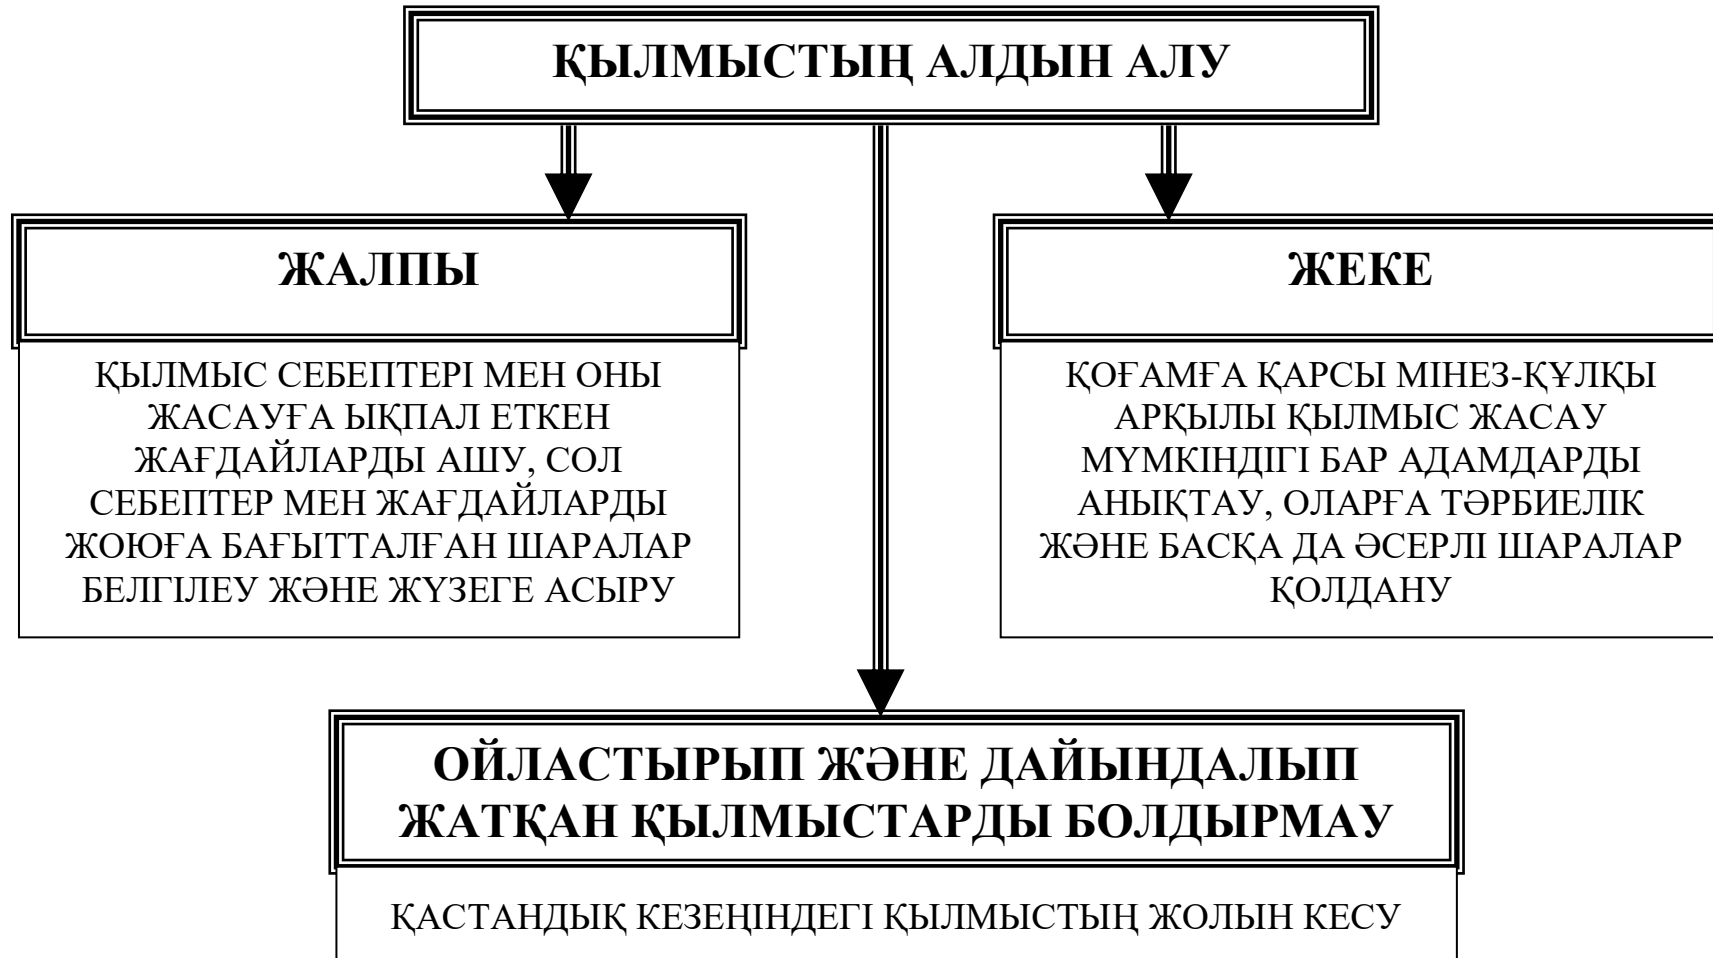 ҚЫЛМЫСТЫҢ АЛДЫН АЛУ
ЖАЛПЫ
ҚЫЛМЫС СЕБЕПТЕРІ МЕН ОНЫ
ЖАСАУҒА ЫҚПАЛ ЕТКЕН
ЖАҒДАЙЛАРДЫ АШУ, СОЛ
СЕБЕПТЕР МЕН ЖАҒДАЙЛАРДЫ
ЖОЮҒА БАҒЫТТАЛҒАН ШАРАЛАР
БЕЛГІЛЕУ ЖӘНЕ ЖҮЗЕГЕ АСЫРУ
ЖЕКЕ
ҚОҒАМҒА ҚАРСЫ МІНЕЗ-ҚҰЛҚЫ
АРҚЫЛЫ ҚЫЛМЫС ЖАСАУ
МҮМКІНДІГІ БАР АДАМДАРДЫ
АНЫҚТАУ, ОЛАРҒА ТӘРБИЕЛІК
ЖӘНЕ БАСҚА ДА ӘСЕРЛІ ШАРАЛАР
ҚОЛДАНУ
ОЙЛАСТЫРЫП ЖӘНЕ ДАЙЫНДАЛЫП
ЖАТҚАН ҚЫЛМЫСТАРДЫ БОЛДЫРМАУ
ҚАСТАНДЫҚ КЕЗЕҢІНДЕГІ ҚЫЛМЫСТЫҢ ЖОЛЫН КЕСУ